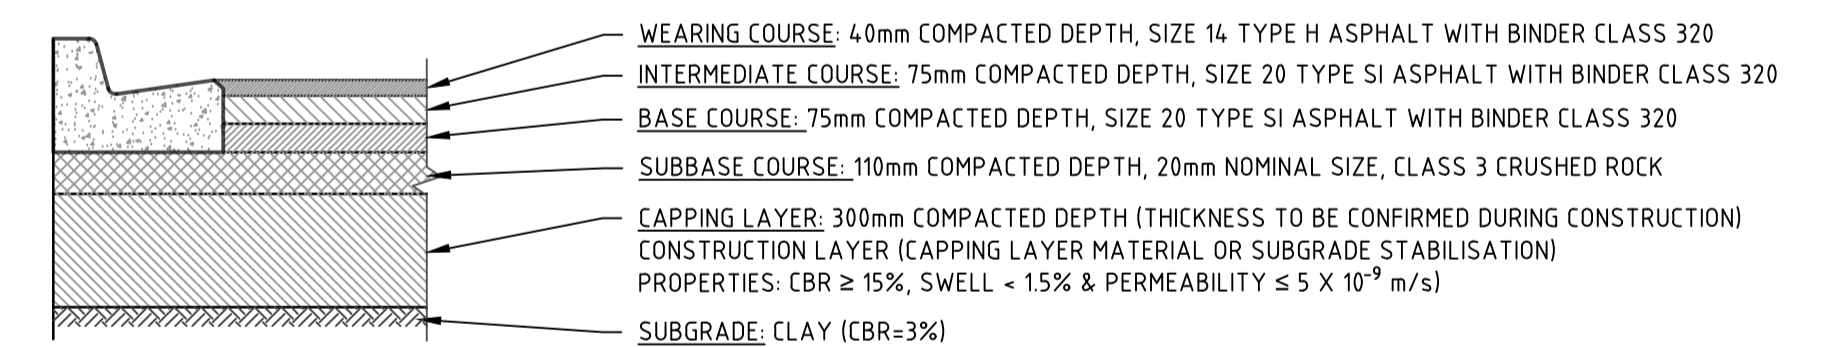 WEARING COURSE: 40mm COMPACTED DEPTH, SIZE 14 TYPE H ASPHALT WITH BINDER CLASS 320
INTERMEDIATE COURSE: 75mm COMPACTED DEPTH, SIZE 20 TYPE SI ASPHALT WITH BINDER CLASS 320
BASE COURSE: 75mm COMPACTED DEPTH, SIZE 20 TYPE SI ASPHALT WITH BINDER CLASS 320
SUBBASE COURSE: 110mm COMPACTED DEPTH, 20mm NOMINAL SIZE, CLASS 3 CRUSHED ROCK
CAPPING LAYER: 300mm COMPACTED DEPTH (THICKNESS TO BE CONFIRMED DURING CONSTRUCTION)
CONSTRUCTION LAYER (CAPPING LAYER MATERIAL OR SUBGRADE STABILISATION)
PROPERTIES: CBR ≥ 15%, SWELL < 1.5% & PERMEABILITY ≤ 5 X 10⁻⁹ m/s)
SUBGRADE: CLAY (CBR=3%)